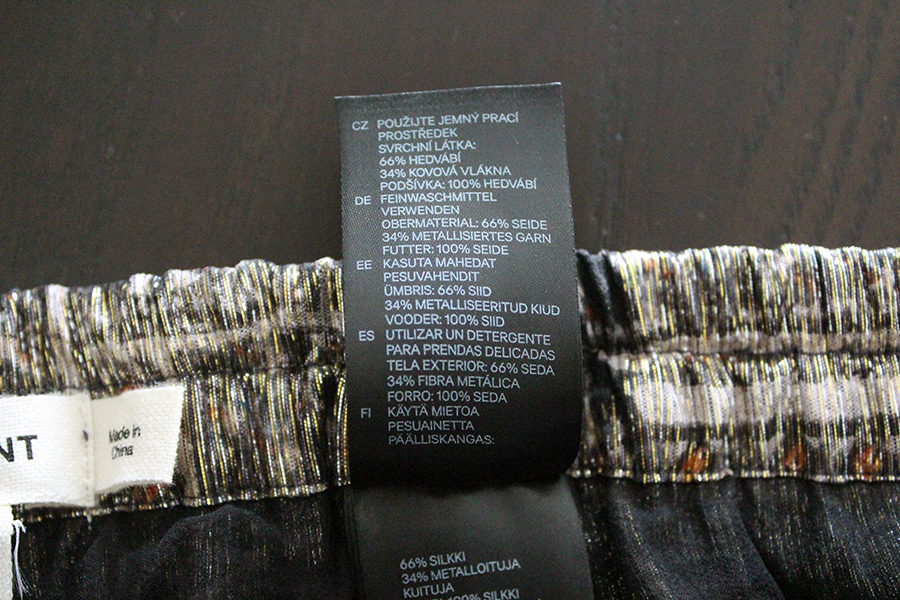 CZ POUŽIJTE JEMNÝ PRACÍ
PROSTŘEDEK
SVRCHNÍ LÁTKA:
66% HEDVÁBÍ
34% KOVOVÁ VLÁKNA
PODŠÍVKA: 100% HEDVÁBÍ
DE FEINWASCHMITTEL
VERWENDEN
OBERMATERIAL: 66% SEIDE
34% METALLISIERTES GARN
FUTTER: 100% SEIDE
EE KASUTA MAHEDAT
PESUVAHENDIT
ÜMBRIS: 66% SIID
34% METALLISEERITUD KIUD
VOODER: 100% SIID
ES UTILIZAR UN DETERGENTE
PARA PRENDAS DELICADAS
TELA EXTERIOR: 66% SEDA
34% FIBRA METÁLICA
FORRO: 100% SEDA
FI KÄYTÄ MIETOA
PESUAINETTA
PÄÄLLISKANGAS:
66% SILKKI
34% METALLOITUJA
KUITUJA
100% SILKKI
NT
Made in
China